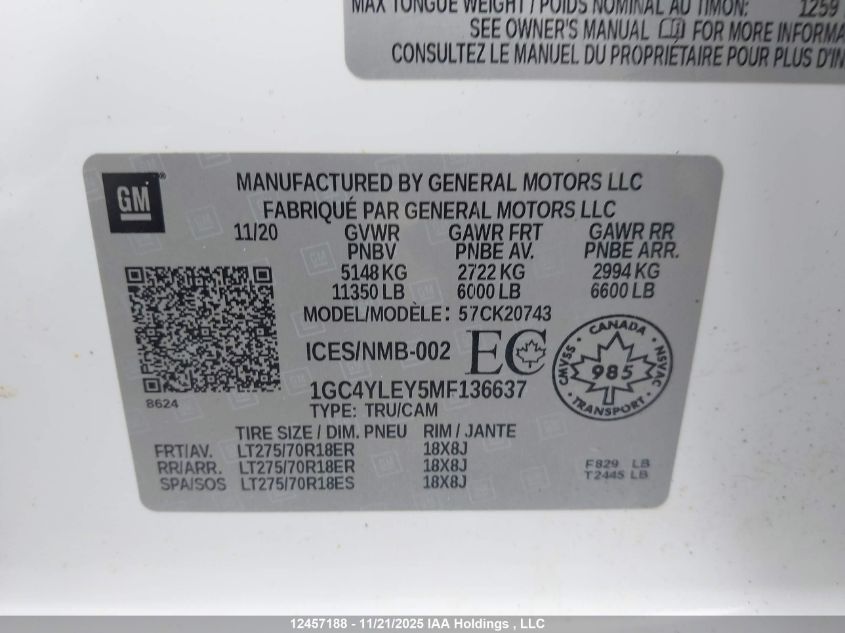 MAX TONGUE WEIGHT / POIDS NOMINAL AU TIMON: 1259
SEE OWNER'S MANUAL FOR MORE INFORMA
CONSULTEZ LE MANUEL DU PROPRIÉTAIRE POUR PLUS D'IN
GM®
MANUFACTURED BY GENERAL MOTORS LLC
FABRIQUÉ PAR GENERAL MOTORS LLC
11/20 GVWR GAWR FRT GAWR RR
PNBV PNBE AV. PNBE ARR.
5148 KG 2722 KG 2994 KG
11350 LB 6000 LB 6600 LB
MODEL/MODÈLE: 57CK20743
ICES/NMB-002 EC
CANADA
CMVSS 985 NSVAC
TRANSPORT
8624
1GC4YLEY5MF136637
TYPE: TRU/CAM
TIRE SIZE / DIM. PNEU RIM / JANTE
FRT/AV. LT275/70R18ER 18X8J
RR/ARR. LT275/70R18ER 18X8J
SPA/SOS LT275/70R18ES 18X8J
F829 LB
T2445 LB
12457188 - 11/21/2025 IAA Holdings , LLC